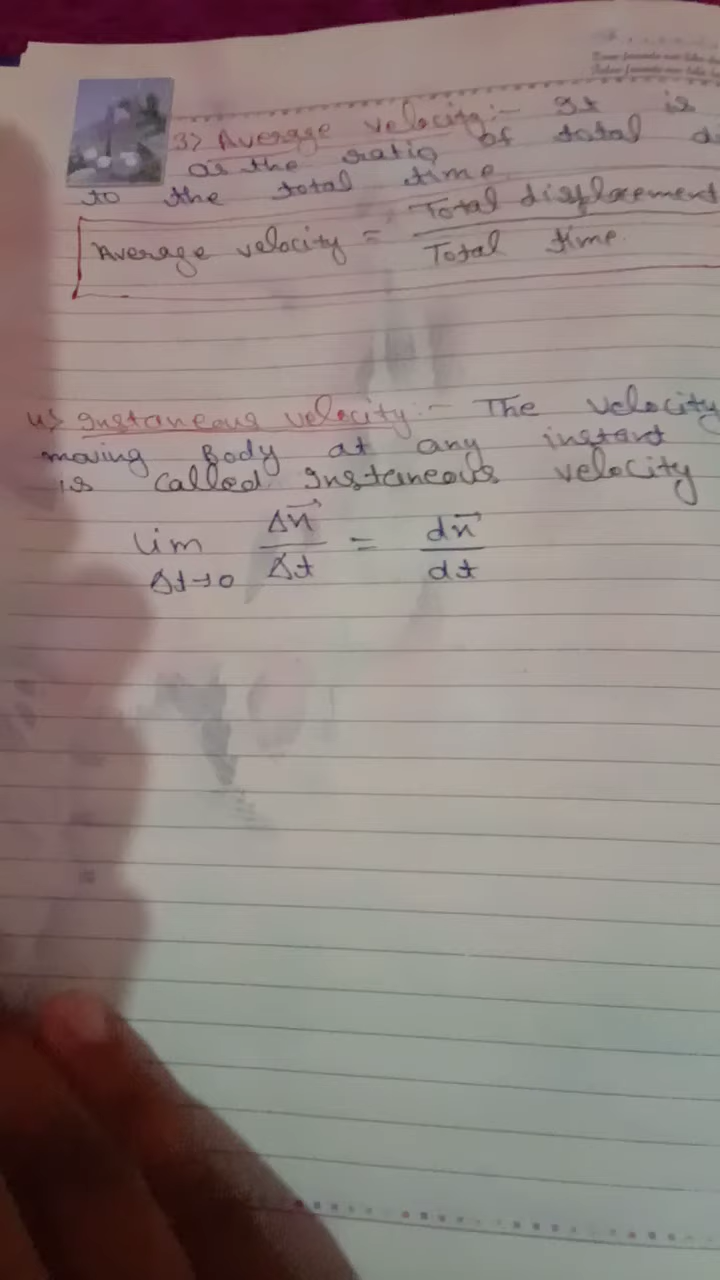 3> Average velocity:- It is
as the ratio of total d
to the total time
Average velocity = Total displacement
Total time.
4> Instaneous velocity:- The velocity
moving Body at any instant
is called Instaneous velocity
lim Δx⃗/Δt = dx⃗/dt
Δt→0